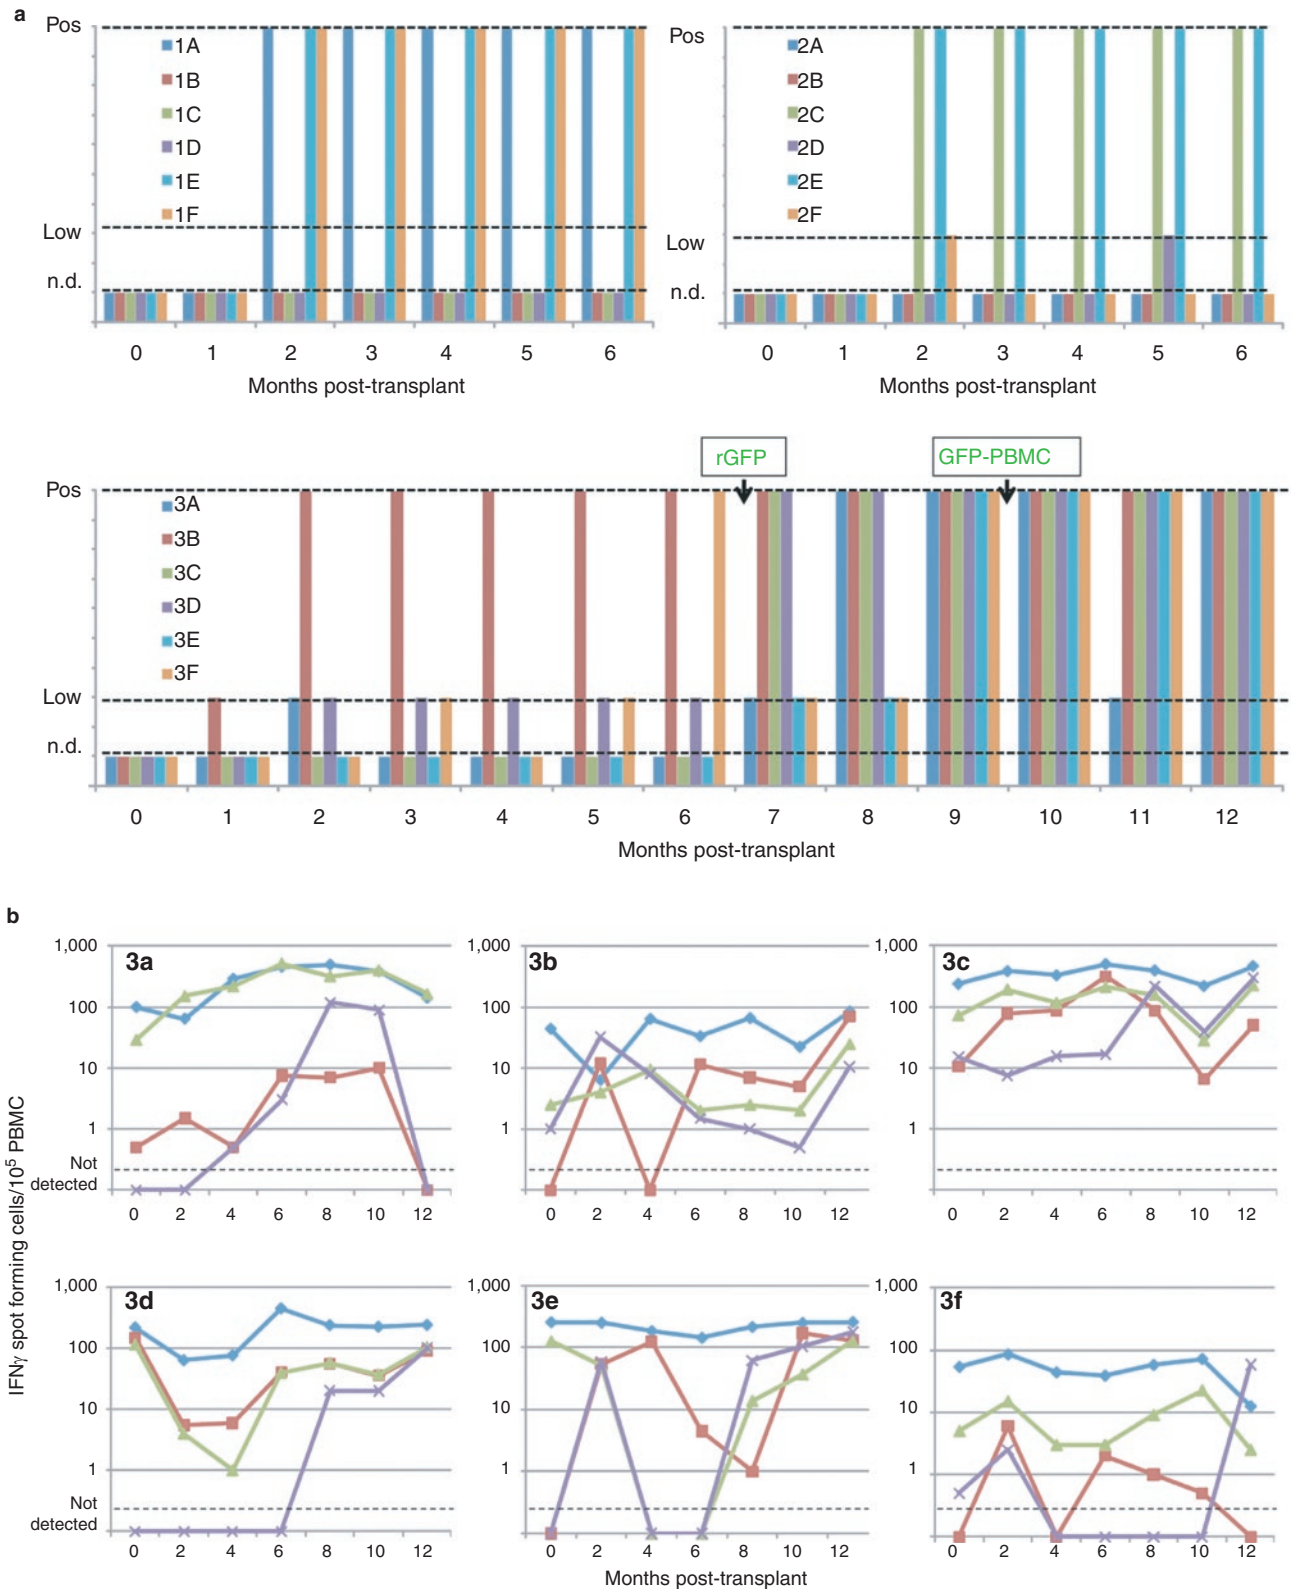 a
Pos
Low
n.d.
1A
1B
1C
1D
1E
1F
0 1 2 3 4 5 6
Months post-transplant
Pos
Low
n.d.
2A
2B
2C
2D
2E
2F
0 1 2 3 4 5 6
Months post-transplant
rGFP
GFP-PBMC
Pos
Low
n.d.
3A
3B
3C
3D
3E
3F
0 1 2 3 4 5 6 7 8 9 10 11 12
Months post-transplant
b
IFNγ spot forming cells/10⁵ PBMC
3a
1,000
100
10
1
Not
detected
0 2 4 6 8 10 12
3b
1,000
100
10
1
0 2 4 6 8 10 12
3c
1,000
100
10
1
0 2 4 6 8 10 12
3d
1,000
100
10
1
Not
detected
0 2 4 6 8 10 12
3e
1,000
100
10
1
0 2 4 6 8 10 12
3f
1,000
100
10
1
0 2 4 6 8 10 12
Months post-transplant